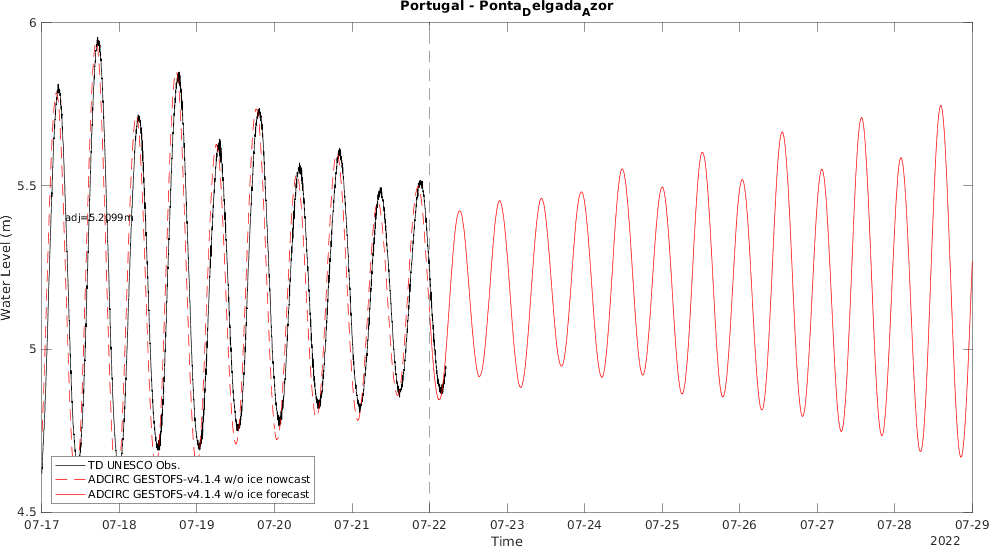 Portugal - Ponta_Delgada_Azor
6
5.5
5
4.5
Water Level (m)
adj=5.2099m
TD UNESCO Obs.
ADCIRC GESTOFS-v4.1.4 w/o ice nowcast
ADCIRC GESTOFS-v4.1.4 w/o ice forecast
07-17 07-18 07-19 07-20 07-21 07-22 07-23 07-24 07-25 07-26 07-27 07-28 07-29
Time
2022